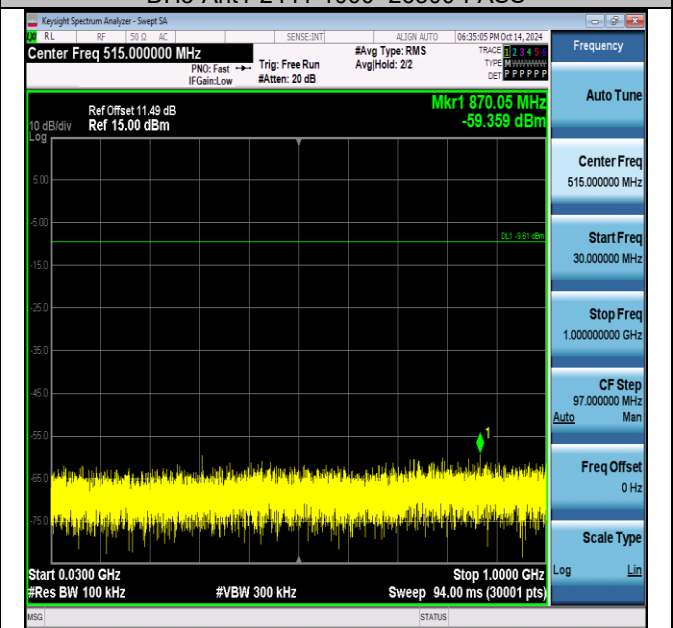 Keysight Spectrum Analyzer - Swept SA
RL RF 50 Ω AC SENSE:INT ALIGN AUTO 06:35:05 PM Oct 14, 2024
Center Freq 515.000000 MHz
PNO: Fast
IFGain:Low
Trig: Free Run
#Atten: 20 dB
#Avg Type: RMS
Avg|Hold: 2/2
TRACE 1 2 3 4 5 6
TYPE M WWWWW
DET P P P P P P
Frequency
Ref Offset 11.49 dB
Ref 15.00 dBm
10 dB/div
Log
Mkr1 870.05 MHz
-59.359 dBm
5.00
-5.00
-15.0
-25.0
-35.0
-45.0
-55.0
-65.0
-75.0
DL1 -9.61 dBm
1
Start 0.0300 GHz
Stop 1.0000 GHz
#Res BW 100 kHz
#VBW 300 kHz
Sweep 94.00 ms (30001 pts)
Auto Tune
Center Freq
515.000000 MHz
Start Freq
30.000000 MHz
Stop Freq
1.000000000 GHz
CF Step
97.000000 MHz
Auto Man
Freq Offset
0 Hz
Scale Type
Log Lin
MSG STATUS